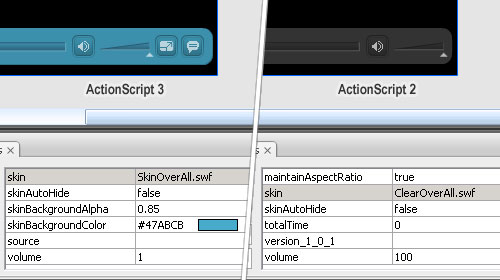 ActionScript 3
ActionScript 2
s ×
skin SkinOverAll.swf
skinAutoHide false
skinBackgroundAlpha 0.85
skinBackgroundColor #47ABCB
source
volume 1
s ×
maintainAspectRatio true
skin ClearOverAll.swf
skinAutoHide false
totalTime 0
version_1_0_1
volume 100